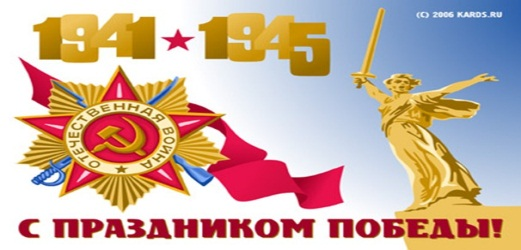 (C) 2006 KARDS.RU
1941 ★ 1945
ОТЕЧЕСТВЕННАЯ ВОЙНА
С ПРАЗДНИКОМ ПОБЕДЫ!